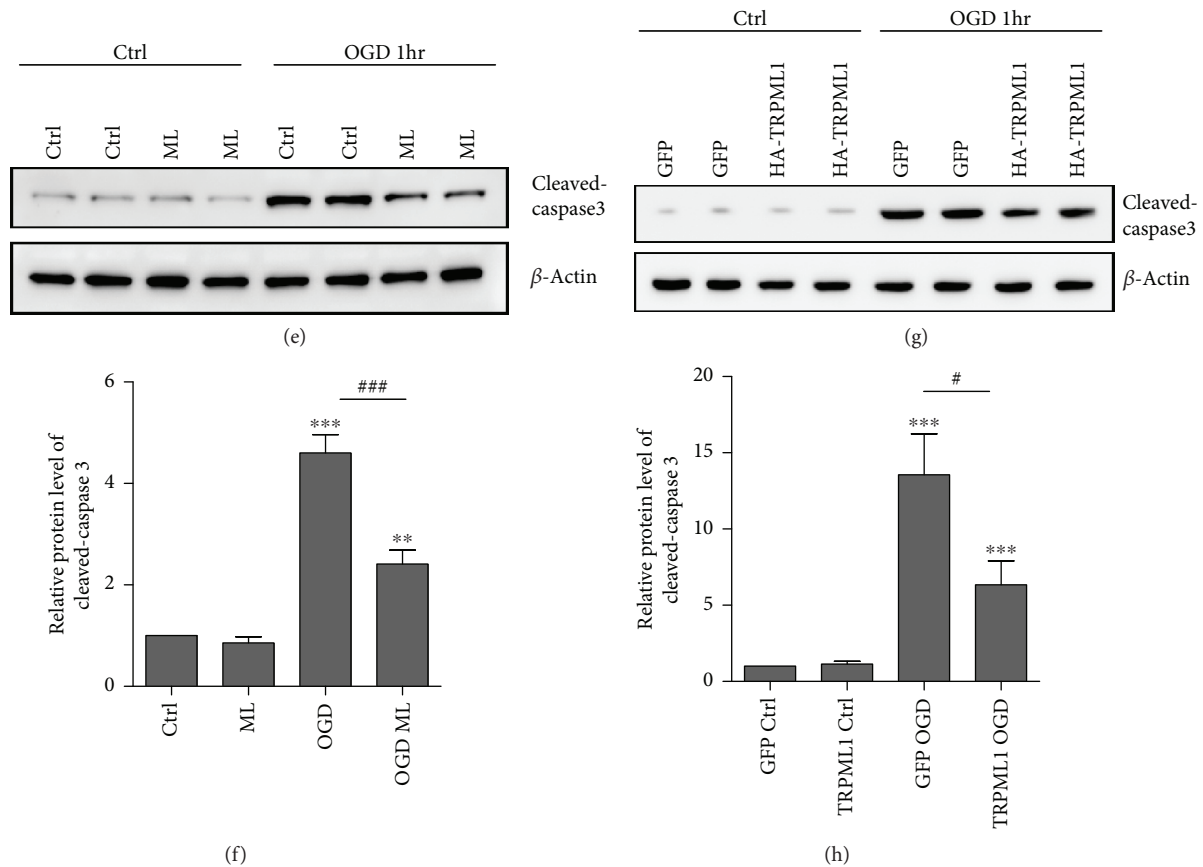 Ctrl
OGD 1hr
Ctrl
Ctrl
ML
ML
Ctrl
Ctrl
ML
ML
Cleaved-
caspase3
β-Actin
(e)
Ctrl
OGD 1hr
GFP
GFP
HA-TRPML1
HA-TRPML1
GFP
GFP
HA-TRPML1
HA-TRPML1
Cleaved-
caspase3
β-Actin
(g)
Relative protein level of
cleaved-caspase 3
6
4
2
0
***
###
**
Ctrl
ML
OGD
OGD ML
(f)
Relative protein level of
cleaved-caspase 3
20
15
10
5
0
***
#
***
GFP Ctrl
TRPML1 Ctrl
GFP OGD
TRPML1 OGD
(h)